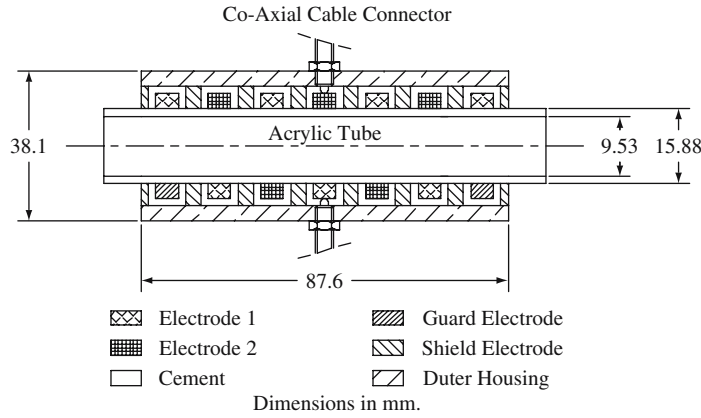 Co-Axial Cable Connector
Acrylic Tube
38.1
9.53
15.88
87.6
Electrode 1
Guard Electrode
Electrode 2
Shield Electrode
Cement
Duter Housing
Dimensions in mm.